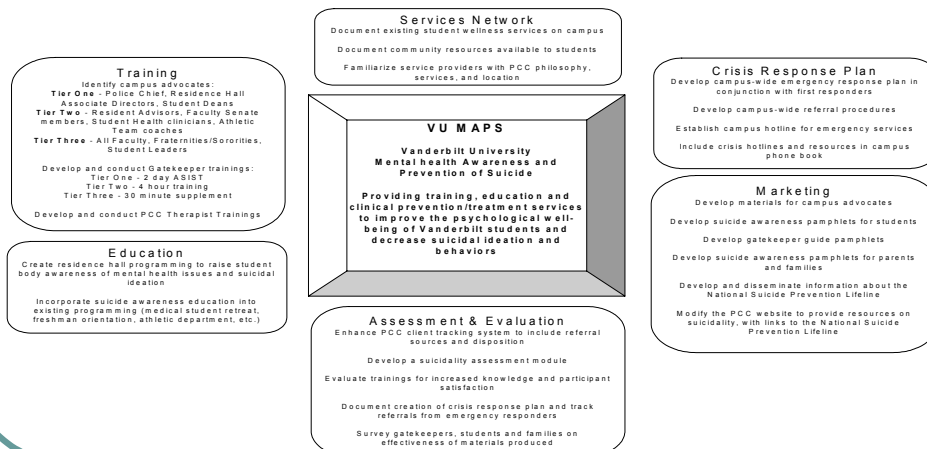 Services Network
Document existing student wellness services on campus
Document community resources available to students
Familiarize service providers with PCC philosophy,
services, and location
Training
Identify campus advocates:
Tier One - Police Chief, Residence Hall
Associate Directors, Student Deans
Tier Two - Resident Advisors, Faculty Senate
members, Student Health clinicians, Athletic
Team coaches
Tier Three - All Faculty, Fraternities/Sororities,
Student Leaders
Develop and conduct Gatekeeper trainings:
Tier One - 2 day ASIST
Tier Two - 4 hour training
Tier Three - 30 minute supplement
Develop and conduct PCC Therapist Trainings
Education
Create residence hall programming to raise student
body awareness of mental health issues and suicidal
ideation
Incorporate suicide awareness education into
existing programming (medical student retreat,
freshman orientation, athletic department, etc.)
VU MAPS
Vanderbilt University
Mental health Awareness and
Prevention of Suicide
Providing training, education and
clinical prevention/treatment services
to improve the psychological well-
being of Vanderbilt students and
decrease suicidal ideation and
behaviors
Assessment & Evaluation
Enhance PCC client tracking system to include referral
sources and disposition
Develop a suicidality assessment module
Evaluate trainings for increased knowledge and participant
satisfaction
Document creation of crisis response plan and track
referrals from emergency responders
Survey gatekeepers, students and families on
effectiveness of materials produced
Crisis Response Plan
Develop campus-wide emergency response plan in
conjunction with first responders
Develop campus-wide referral procedures
Establish campus hotline for emergency services
Include crisis hotlines and resources in campus
phone book
Marketing
Develop materials for campus advocates
Develop suicide awareness pamphlets for students
Develop gatekeeper guide pamphlets
Develop suicide awareness pamphlets for parents
and families
Develop and disseminate information about the
National Suicide Prevention Lifeline
Modify the PCC website to provide resources on
suicidality, with links to the National Suicide
Prevention Lifeline